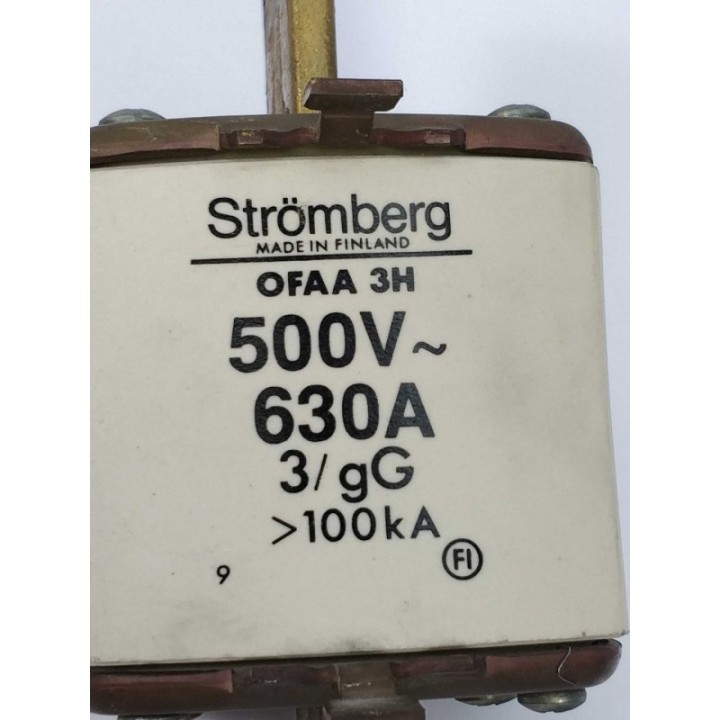 Strömberg
MADE IN FINLAND
OFAA 3H
500V~
630A
3/gG
>100kA
FI
9